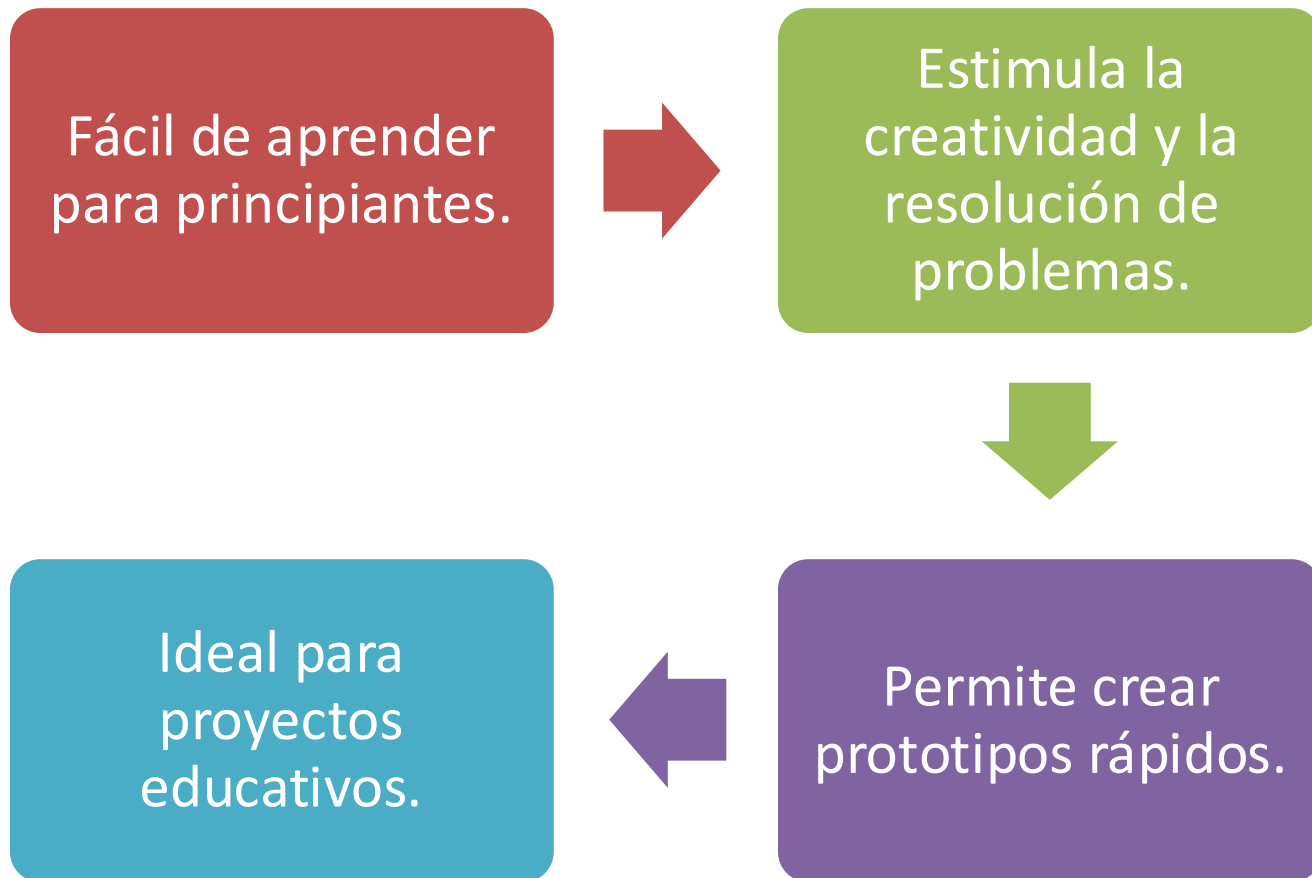 Fácil de aprender
para principiantes.
Estimula la
creatividad y la
resolución de
problemas.
Permite crear
prototipos rápidos.
Ideal para
proyectos
educativos.